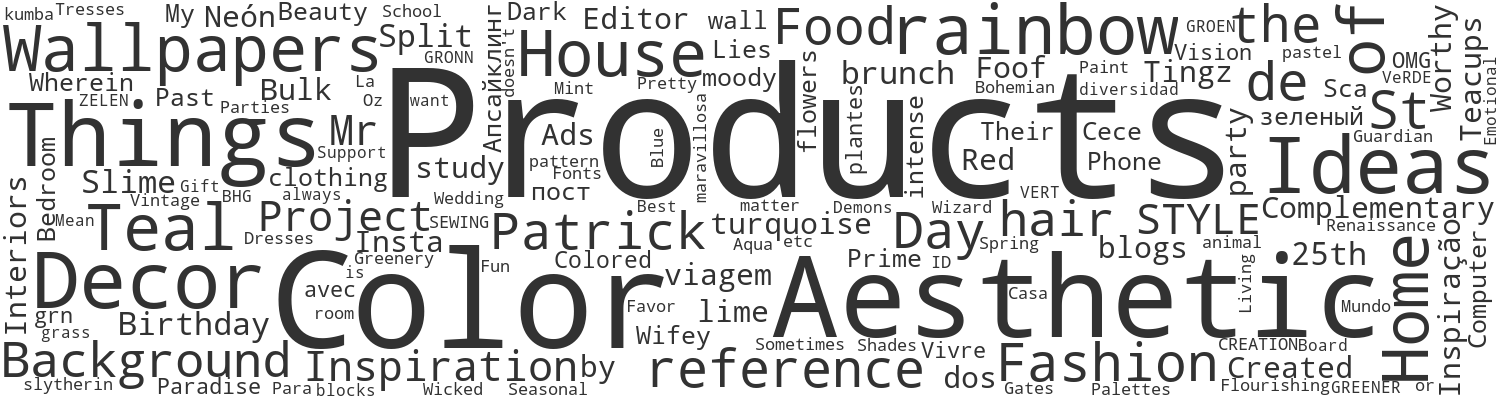 kumba
Tresses
My
Neón
Beauty
School
Апсайклинг
Dark
Editor
wall
Food
rainbow
GROEN
the
of
Worthy
Teacups
Wallpapers
Split
GRONN
doesn't
House
Lies
flowers
brunch
Foof
Vision
Tingz
pastel
OMG
VeRDE
Emotional
Wherein
ZELEN
Past
Parties
Bulk
La
Oz
want
Products
Mint
Pretty
moody
Bohemian
Paint
diversidad
de
Sca
зеленый
St
Guardian
Things
Mr
Support
study
Ads
pattern
Fonts
Blue
maravillosa
plantes
intense
Their
Red
Cece
Phone
party
Ideas
Interiors
Bedroom
Slime
Gift
Vintage
BHG
clothing
always
Wedding
пост
Best
matter
Demons
Wizard
VERT
Mean
Teal
Project
SEWING
Patrick
turquoise
Day
hair
STYLE
Complementary
Renaissance
Dresses
Insta
Greenery
Aqua
etc
Spring
blogs
animal
25th
Computer
Decor
is
avec
room
Color
Fun
Colored
viagem
Prime
ID
Aesthetic
Casa
Living
Mundo
Home
Inspiração
grn
grass
Birthday
Favor
Wifey
lime
Background
Inspiration
by
reference
Sometimes
Shades
Vivre
dos
Fashion
CREATION
Board
Created
slytherin
Paradise
Para
blocks
Wicked
Seasonal
Gates
Palettes
Flourishing
GREENER
or